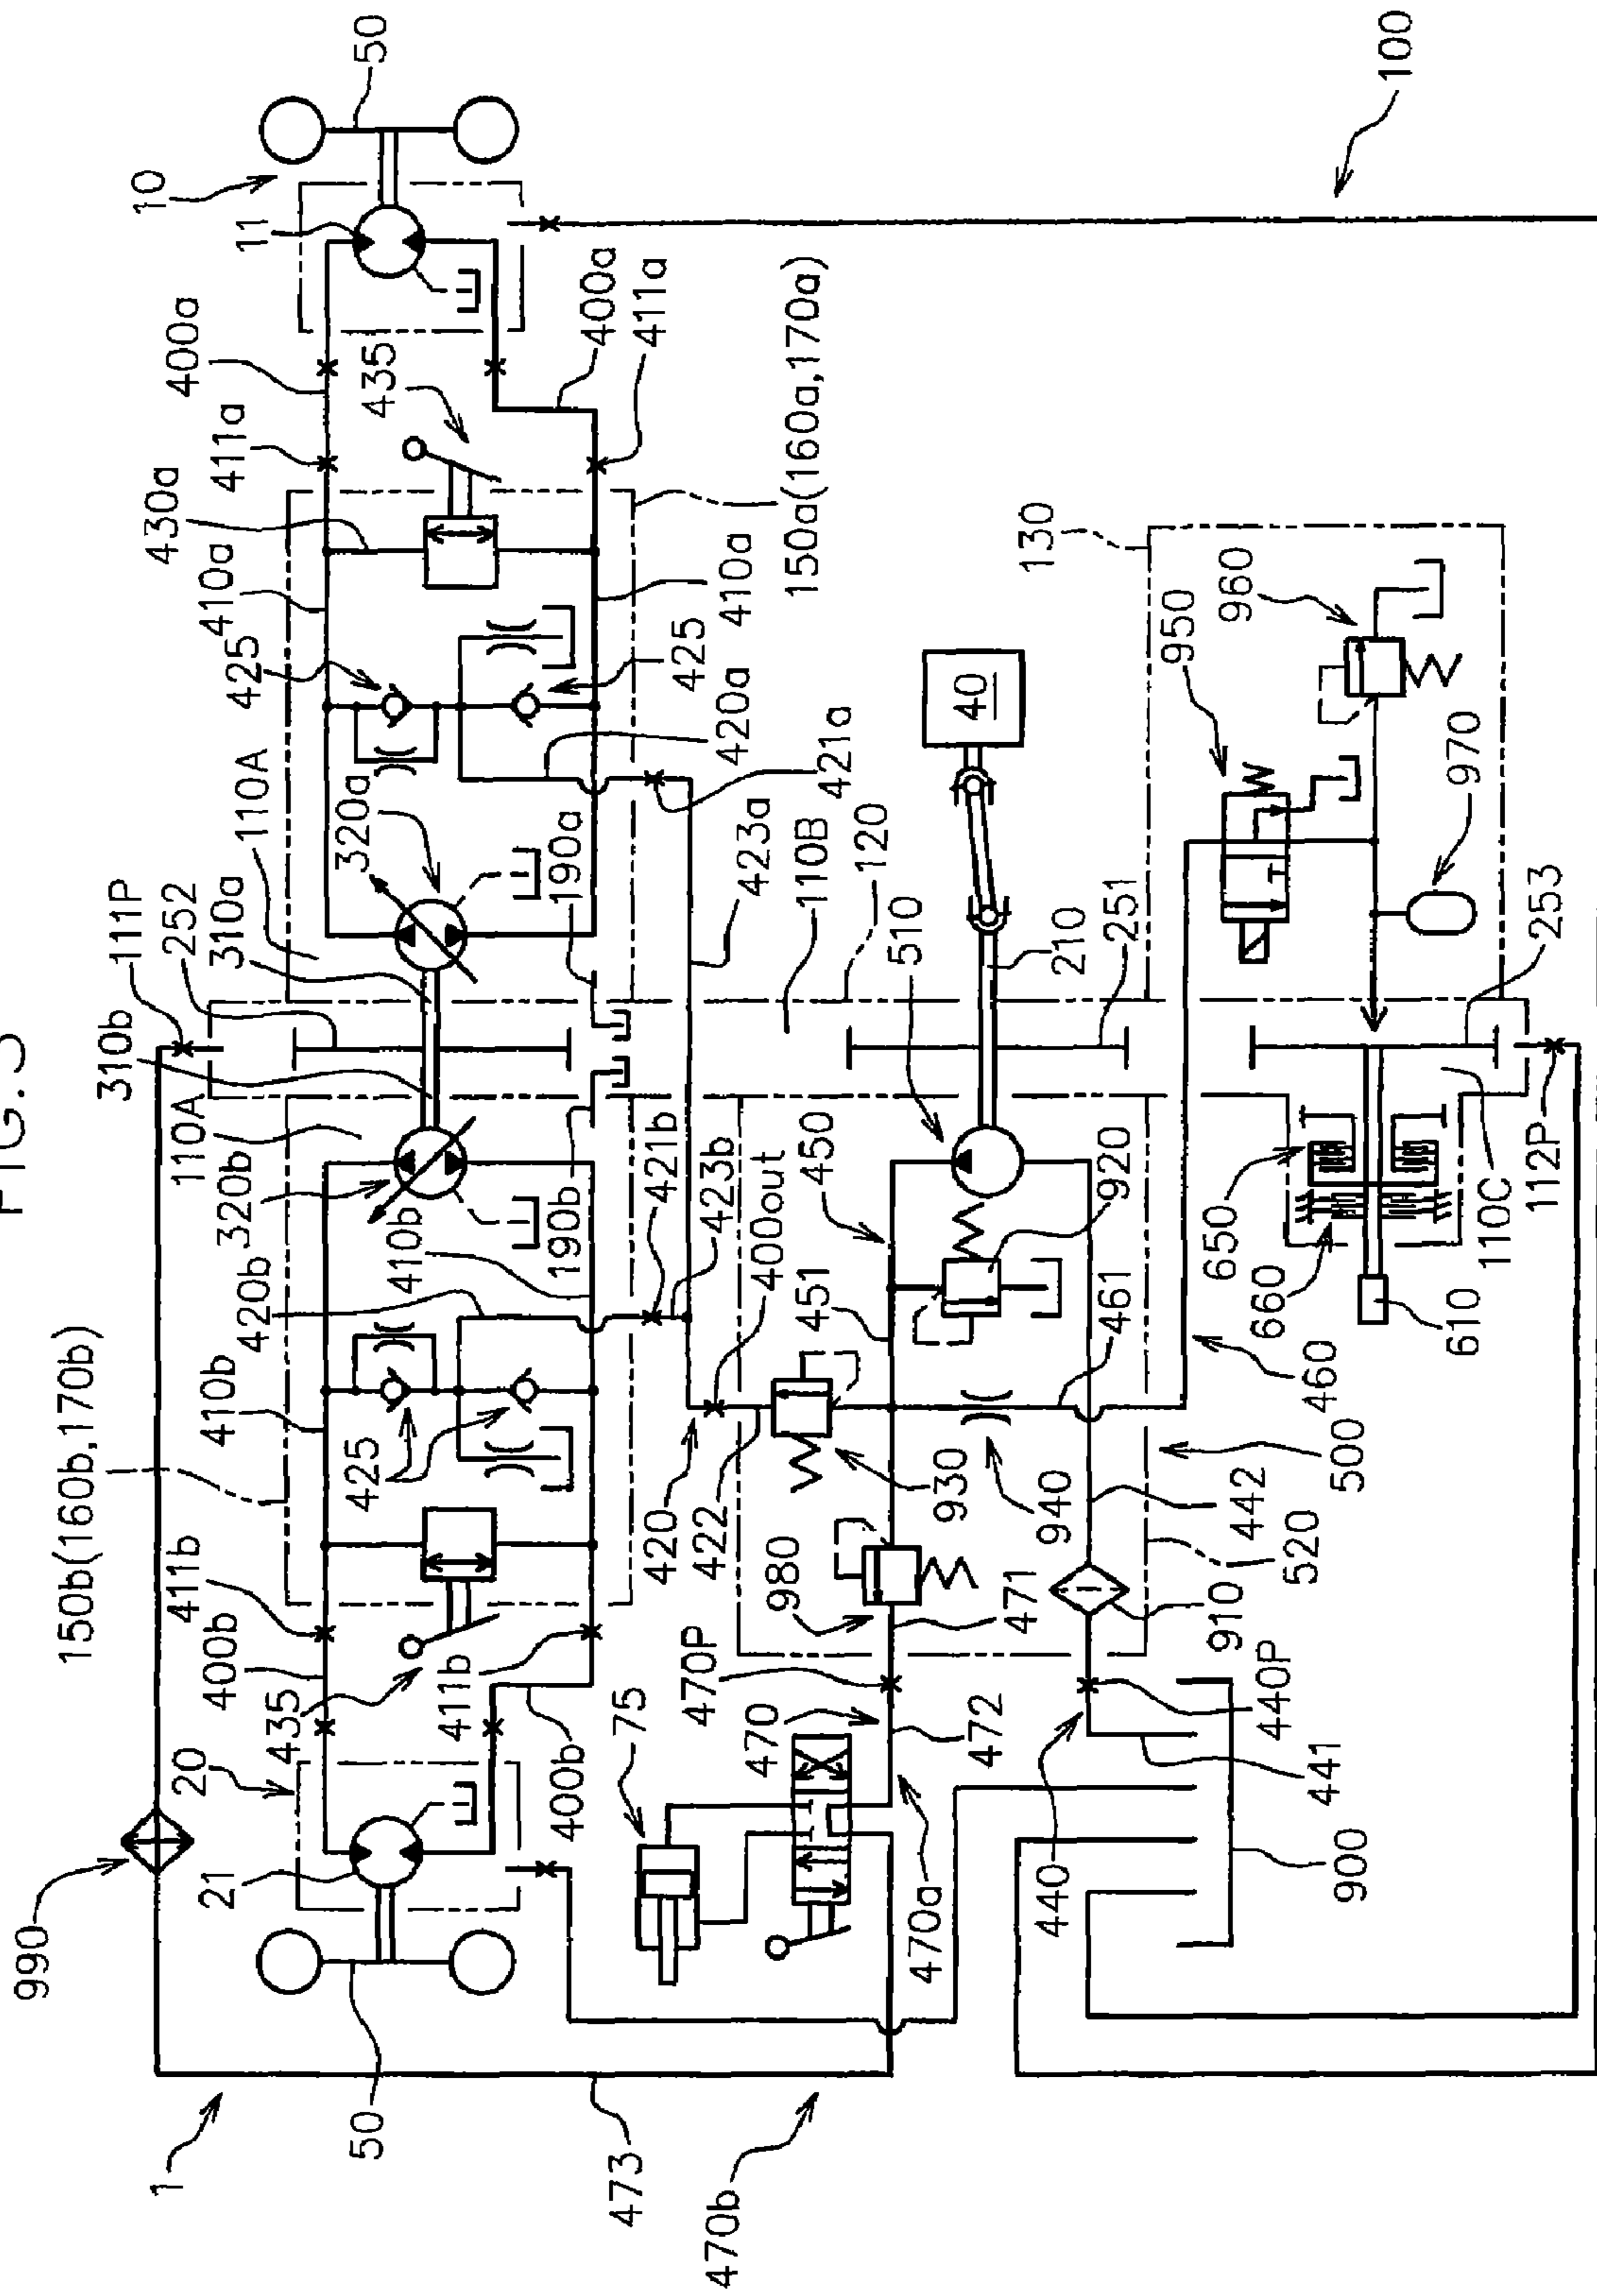 FIG. 3
50
10
11
400a
411a
435
400a
411a
430a
410a
425
410a
150a(160a,170a)
425
420a
421a
110A
320a
190a
423a
110B
120
100
130
950
960
970
40
210
510
251
253
111P
252
310a
310b
110A
320b
420b
410b
190b
421b
423b
400out
450
451
920
461
460
650
660
610
110C
112P
150b(160b,170b)
410b
425
411b
400b
435
411b
400b
20
21
420
422
930
940
500
442
520
910
980
471
470P
470
472
75
470a
440P
440
441
900
990
50
1
473
470b